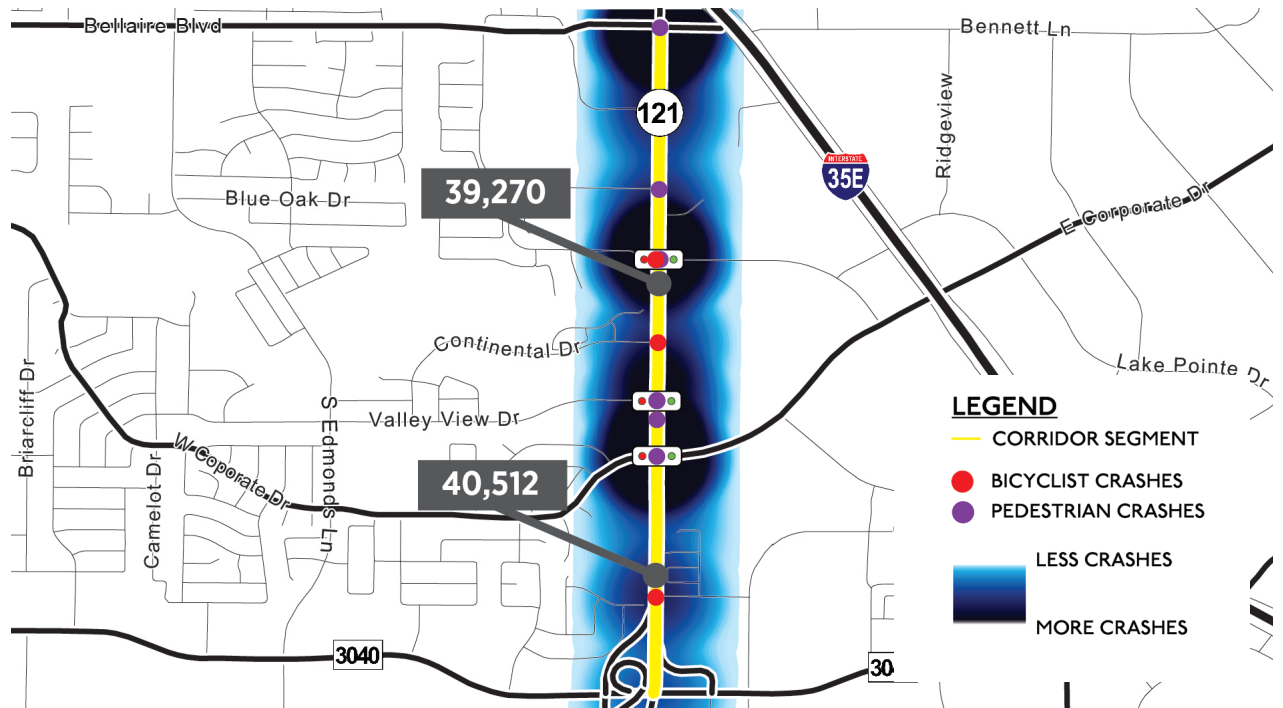 Bellaire Blvd
Bennett Ln
121
Ridgeview
INTERSTATE
35E
39,270
Blue Oak Dr
E Corporate Dr
Continental Dr
Lake Pointe Dr
Briarcliff Dr
S Edmonds Ln
Valley View Dr
W Coporate Dr
Camelot Dr
40,512
3040
30
LEGEND
CORRIDOR SEGMENT
BICYCLIST CRASHES
PEDESTRIAN CRASHES
LESS CRASHES
MORE CRASHES